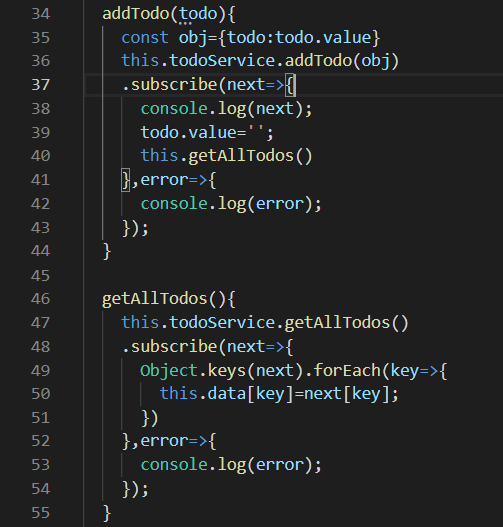 34 addTodo(todo){
35 const obj={todo:todo.value}
36 this.todoService.addTodo(obj)
37 .subscribe(next=>{
38 console.log(next);
39 todo.value='';
40 this.getAllTodos()
41 },error=>{
42 console.log(error);
43 });
44 }
45
46 getAllTodos(){
47 this.todoService.getAllTodos()
48 .subscribe(next=>{
49 Object.keys(next).forEach(key=>{
50 this.data[key]=next[key];
51 })
52 },error=>{
53 console.log(error);
54 });
55 }